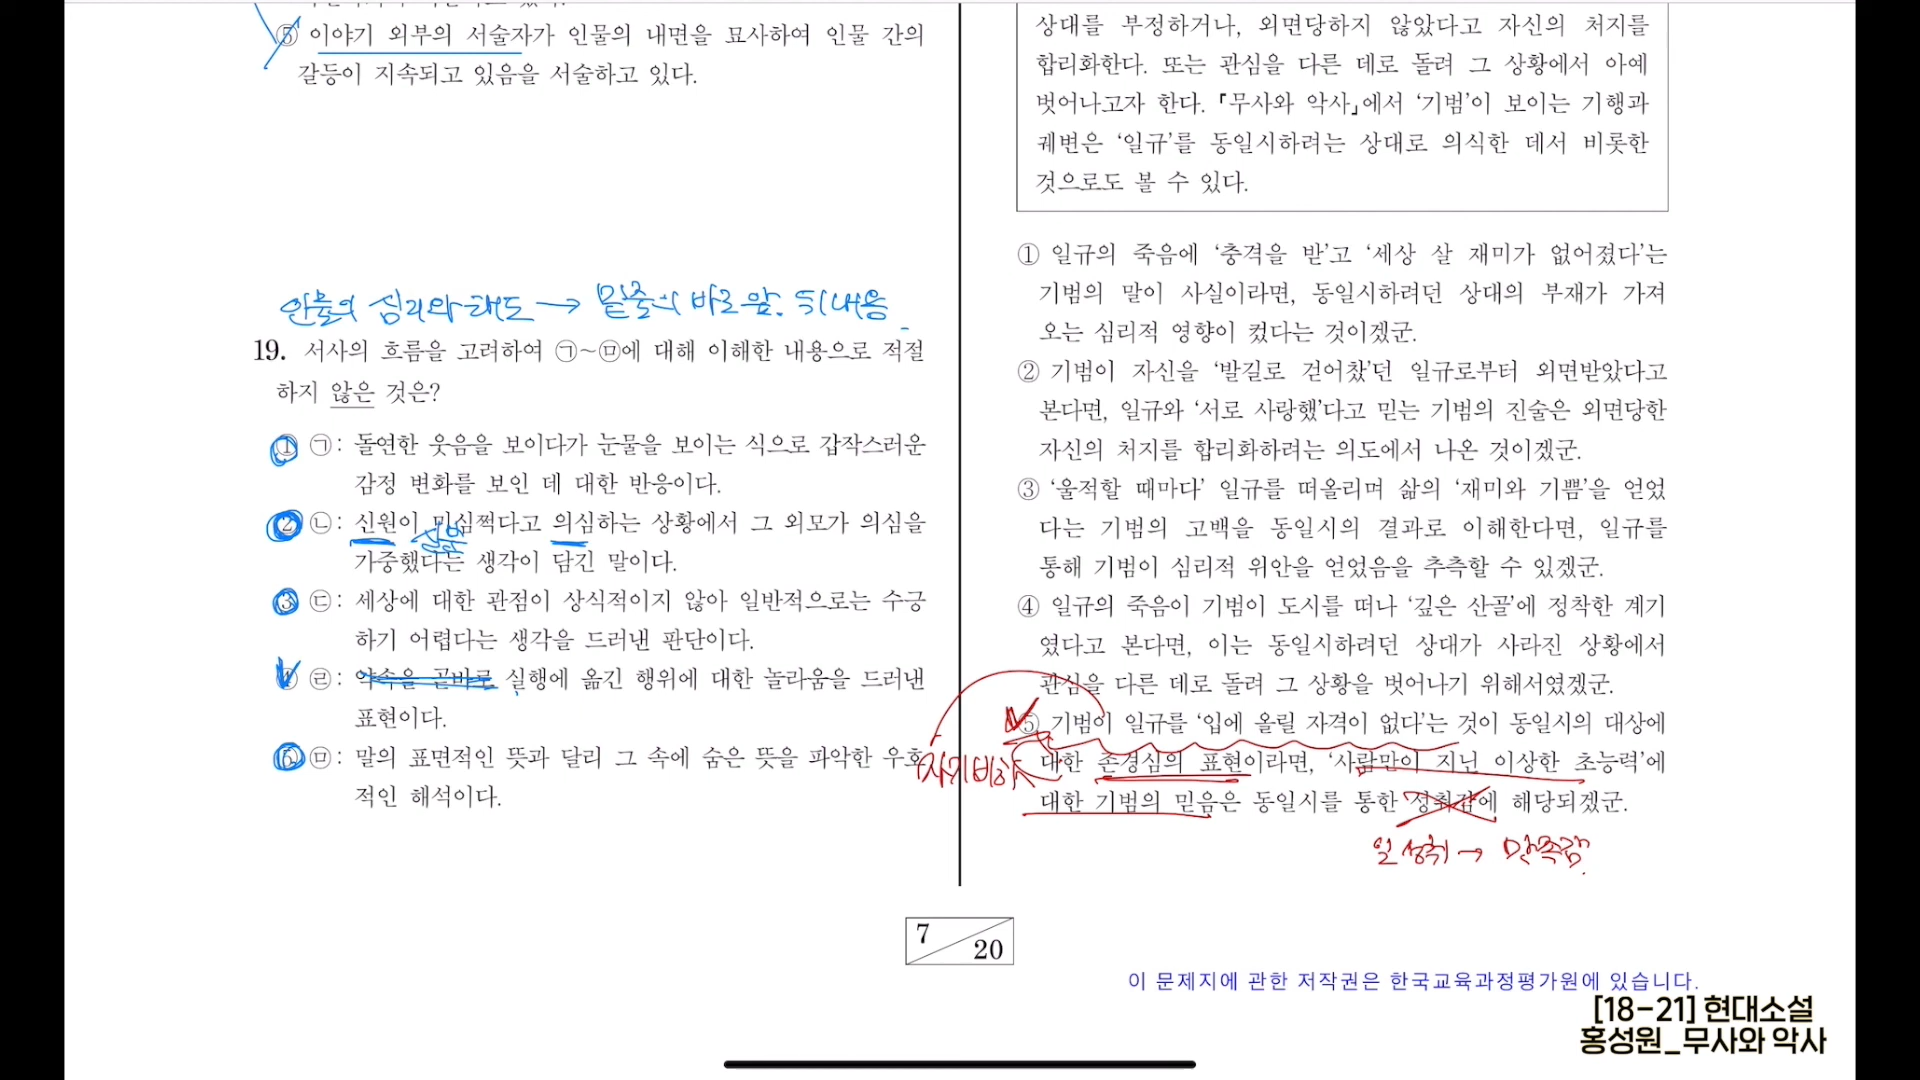 ⑤ 이야기 외부의 서술자가 인물의 내면을 묘사하여 인물 간의
갈등이 지속되고 있음을 서술하고 있다.
인물의 심리와 태도 → 밑줄의 바로 앞, 뒤 내용
19. 서사의 흐름을 고려하여 ㉠~㉤에 대해 이해한 내용으로 적절
하지 않은 것은?
① ㉠: 돌연한 웃음을 보이다가 눈물을 보이는 식으로 갑작스러운
감정 변화를 보인 데 대한 반응이다.
② ㉡: 신원이 미심쩍다고 의심하는 상황에서 그 외모가 의심을
가중했다는 생각이 담긴 말이다.
③ ㉢: 세상에 대한 관점이 상식적이지 않아 일반적으로는 수긍
하기 어렵다는 생각을 드러낸 판단이다.
④ ㉣: 약속을 곧바로 실행에 옮긴 행위에 대한 놀라움을 드러낸
표현이다.
⑤ ㉤: 말의 표면적인 뜻과 달리 그 속에 숨은 뜻을 파악한 우호
적인 해석이다.
상대를 부정하거나, 외면당하지 않았다고 자신의 처지를
합리화한다. 또는 관심을 다른 데로 돌려 그 상황에서 아예
벗어나고자 한다. 「무사와 악사」에서 ‘기범’이 보이는 기행과
궤변은 ‘일규’를 동일시하려는 상대로 의식한 데서 비롯한
것으로도 볼 수 있다.
① 일규의 죽음에 ‘충격을 받’고 ‘세상 살 재미가 없어졌다’는
기범의 말이 사실이라면, 동일시하려던 상대의 부재가 가져
오는 심리적 영향이 컸다는 것이겠군.
② 기범이 자신을 ‘발길로 걷어찼’던 일규로부터 외면받았다고
본다면, 일규와 ‘서로 사랑했’다고 믿는 기범의 진술은 외면당한
자신의 처지를 합리화하려는 의도에서 나온 것이겠군.
③ ‘울적할 때마다’ 일규를 떠올리며 삶의 ‘재미와 기쁨’을 얻었
다는 기범의 고백을 동일시의 결과로 이해한다면, 일규를
통해 기범이 심리적 위안을 얻었음을 추측할 수 있겠군.
④ 일규의 죽음이 기범이 도시를 떠나 ‘깊은 산골’에 정착한 계기
였다고 본다면, 이는 동일시하려던 상대가 사라진 상황에서
관심을 다른 데로 돌려 그 상황을 벗어나기 위해서였겠군.
⑤ 기범이 일규를 ‘입에 올릴 자격이 없다’는 것이 동일시의 대상에
대한 존경심의 표현이라면, ‘사람만이 지닌 이상한 초능력’에
대한 기범의 믿음은 동일시를 통한 성취감에 해당되겠군.
자기비하
일 성취 → 만족감
7
20
이 문제지에 관한 저작권은 한국교육과정평가원에 있습니다.
[18-21] 현대소설
홍성원_무사와 악사